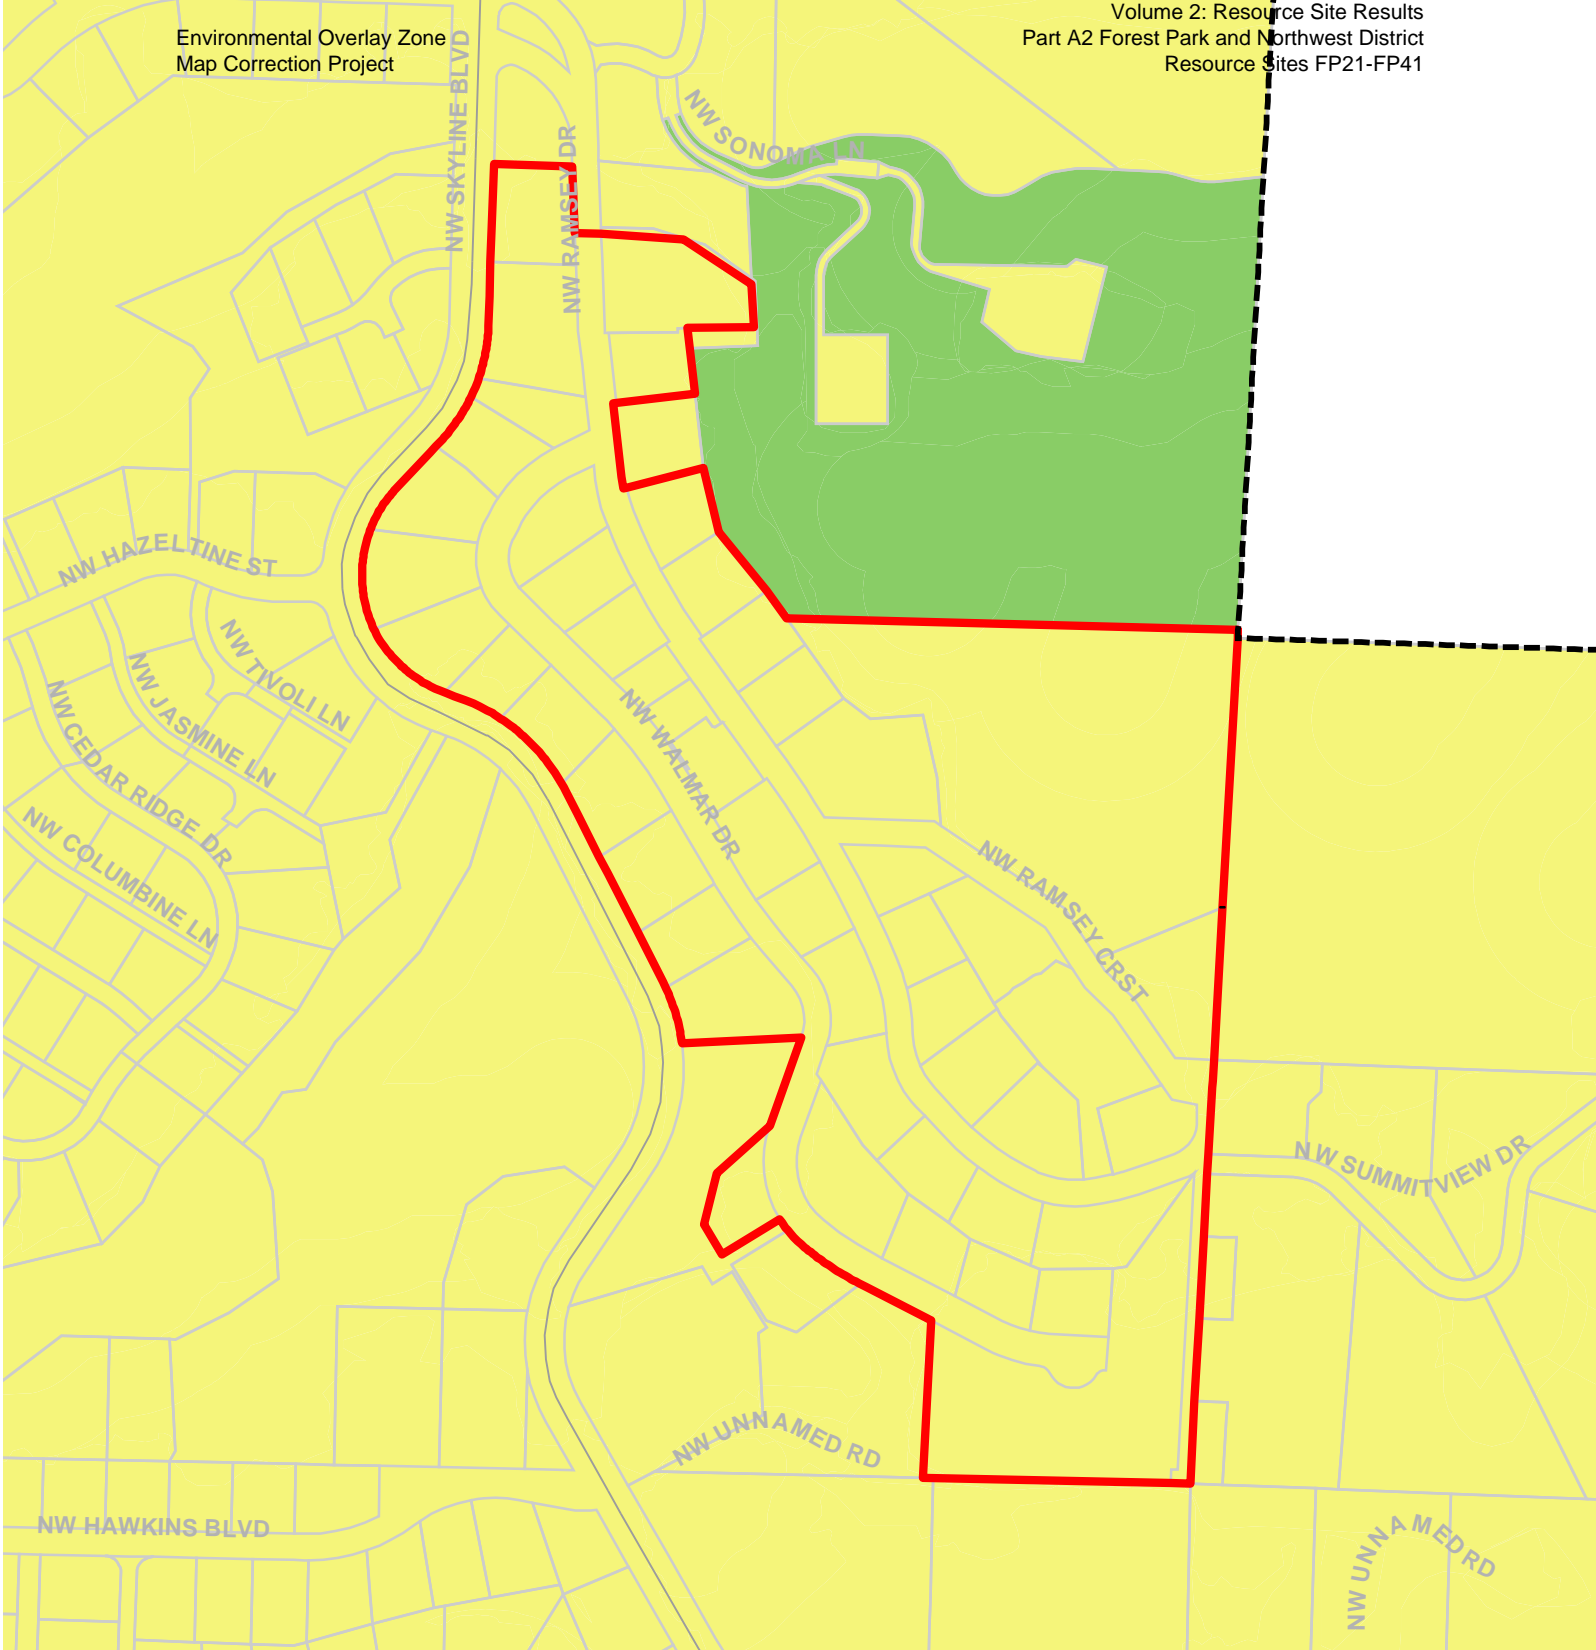 Environmental Overlay Zone
Map Correction Project
Volume 2: Resource Site Results
Part A2 Forest Park and Northwest District
Resource Sites FP21-FP41
NW SKYLINE BLVD
NW RAMSEY DR
NW SONOMA LN
NW HAZELTINE ST
NW TIVOLI LN
NW JASMINE LN
NW CEDAR RIDGE DR
NW COLUMBINE LN
NW WALMAR DR
NW RAMSEY CRST
NW SUMMITVIEW DR
NW UNNAMED RD
NW HAWKINS BLVD
NW UNNAMED RD